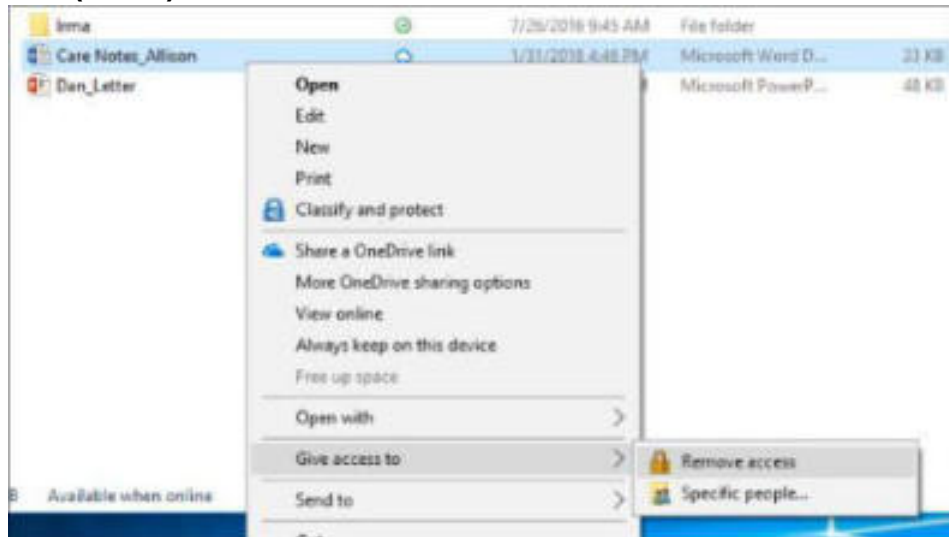 Irma 7/26/2016 9:45 AM File folder
Care Notes_Allison 1/31/2018 4:48 PM Microsoft Word D... 23 KB
Dan_Letter Microsoft PowerP... 48 KB
Open
Edit
New
Print
Classify and protect
Share a OneDrive link
More OneDrive sharing options
View online
Always keep on this device
Free up space
Open with
Give access to
Remove access
Available when online
Send to
Specific people...